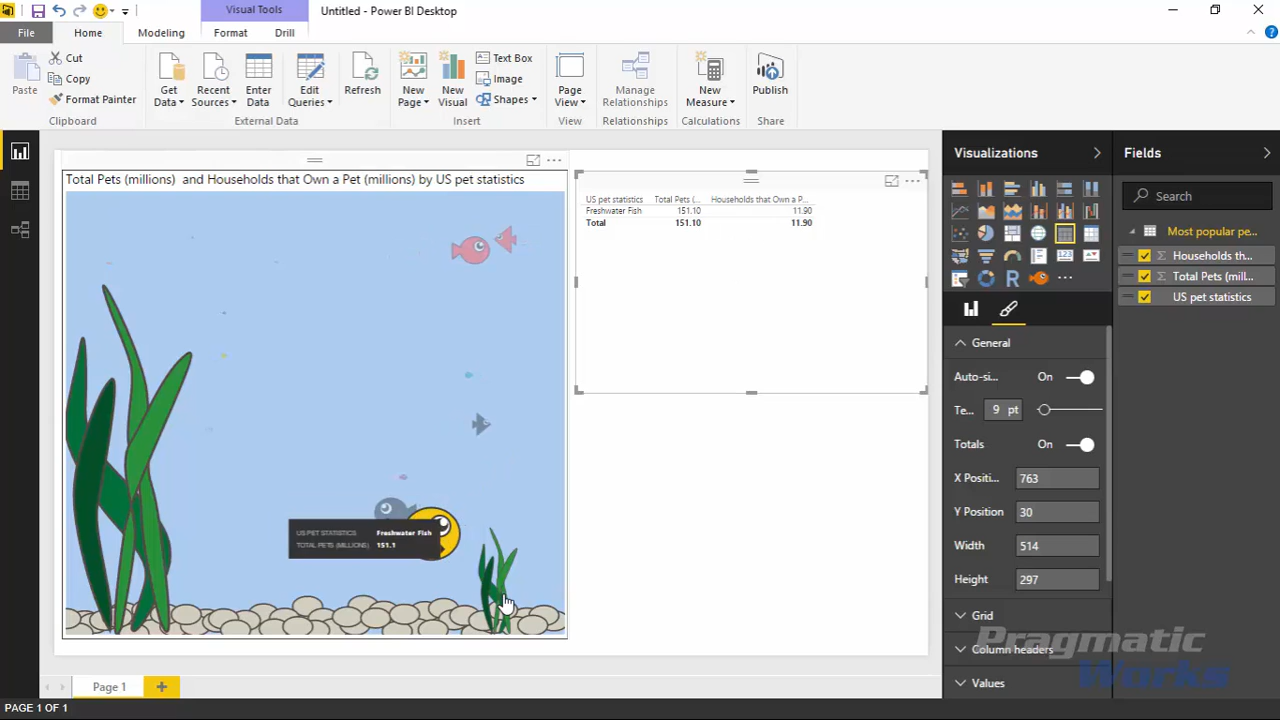 Visual Tools
Untitled - Power BI Desktop
File
Home
Modeling
Format
Drill
Paste
Cut
Copy
Format Painter
Clipboard
Get Data
Recent Sources
Enter Data
Edit Queries
Refresh
External Data
New Page
New Visual
Text Box
Image
Shapes
Insert
Page View
View
Manage Relationships
Relationships
New Measure
Calculations
Publish
Share
Total Pets (millions) and Households that Own a Pet (millions) by US pet statistics
US pet statistics Total Pets (... Households that Own a P...
Freshwater Fish 151.10 11.90
Total 151.10 11.90
US PET STATISTICS Freshwater Fish
TOTAL PETS (MILLIONS) 151.1
Visualizations
R
General
Auto-si... On
Te... 9 pt
Totals On
X Positi... 763
Y Position 30
Width 514
Height 297
Grid
Column headers
Values
Fields
Search
Most popular pe...
Households th...
Total Pets (mill...
US pet statistics
Pragmatic
Works
Page 1
PAGE 1 OF 1